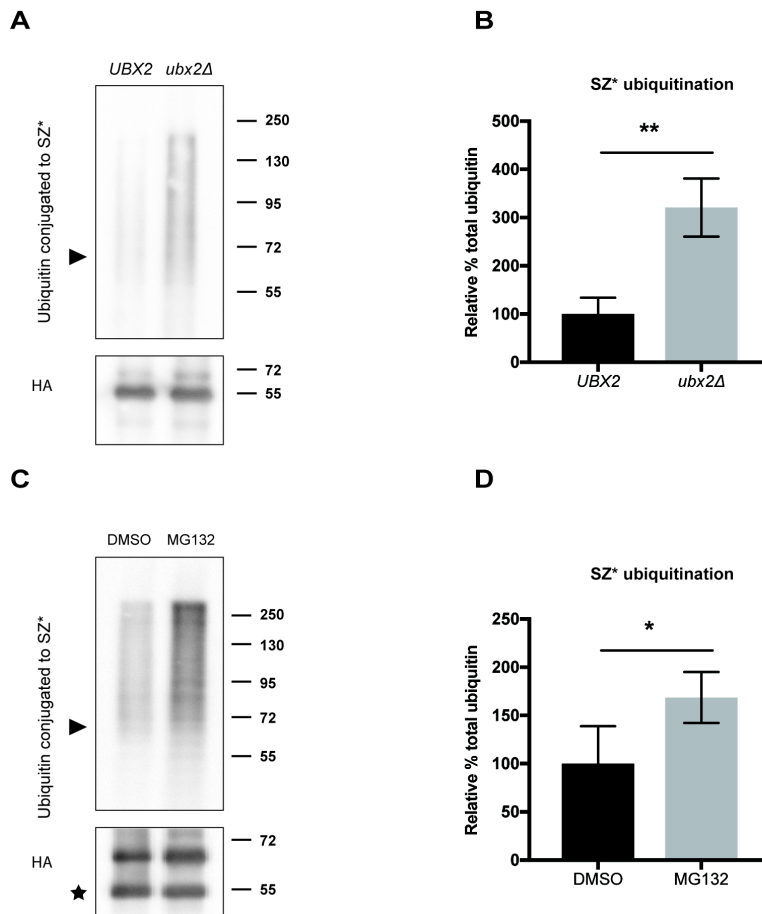 A
UBX2 ubx2Δ
Ubiquitin conjugated to SZ*
250
130
95
72
55
HA
72
55
B
SZ* ubiquitination
**
Relative % total ubiquitin
500
400
300
200
100
0
UBX2 ubx2Δ
C
DMSO MG132
Ubiquitin conjugated to SZ*
250
130
95
72
55
HA
72
55
D
SZ* ubiquitination
*
Relative % total ubiquitin
250
200
150
100
50
0
DMSO MG132